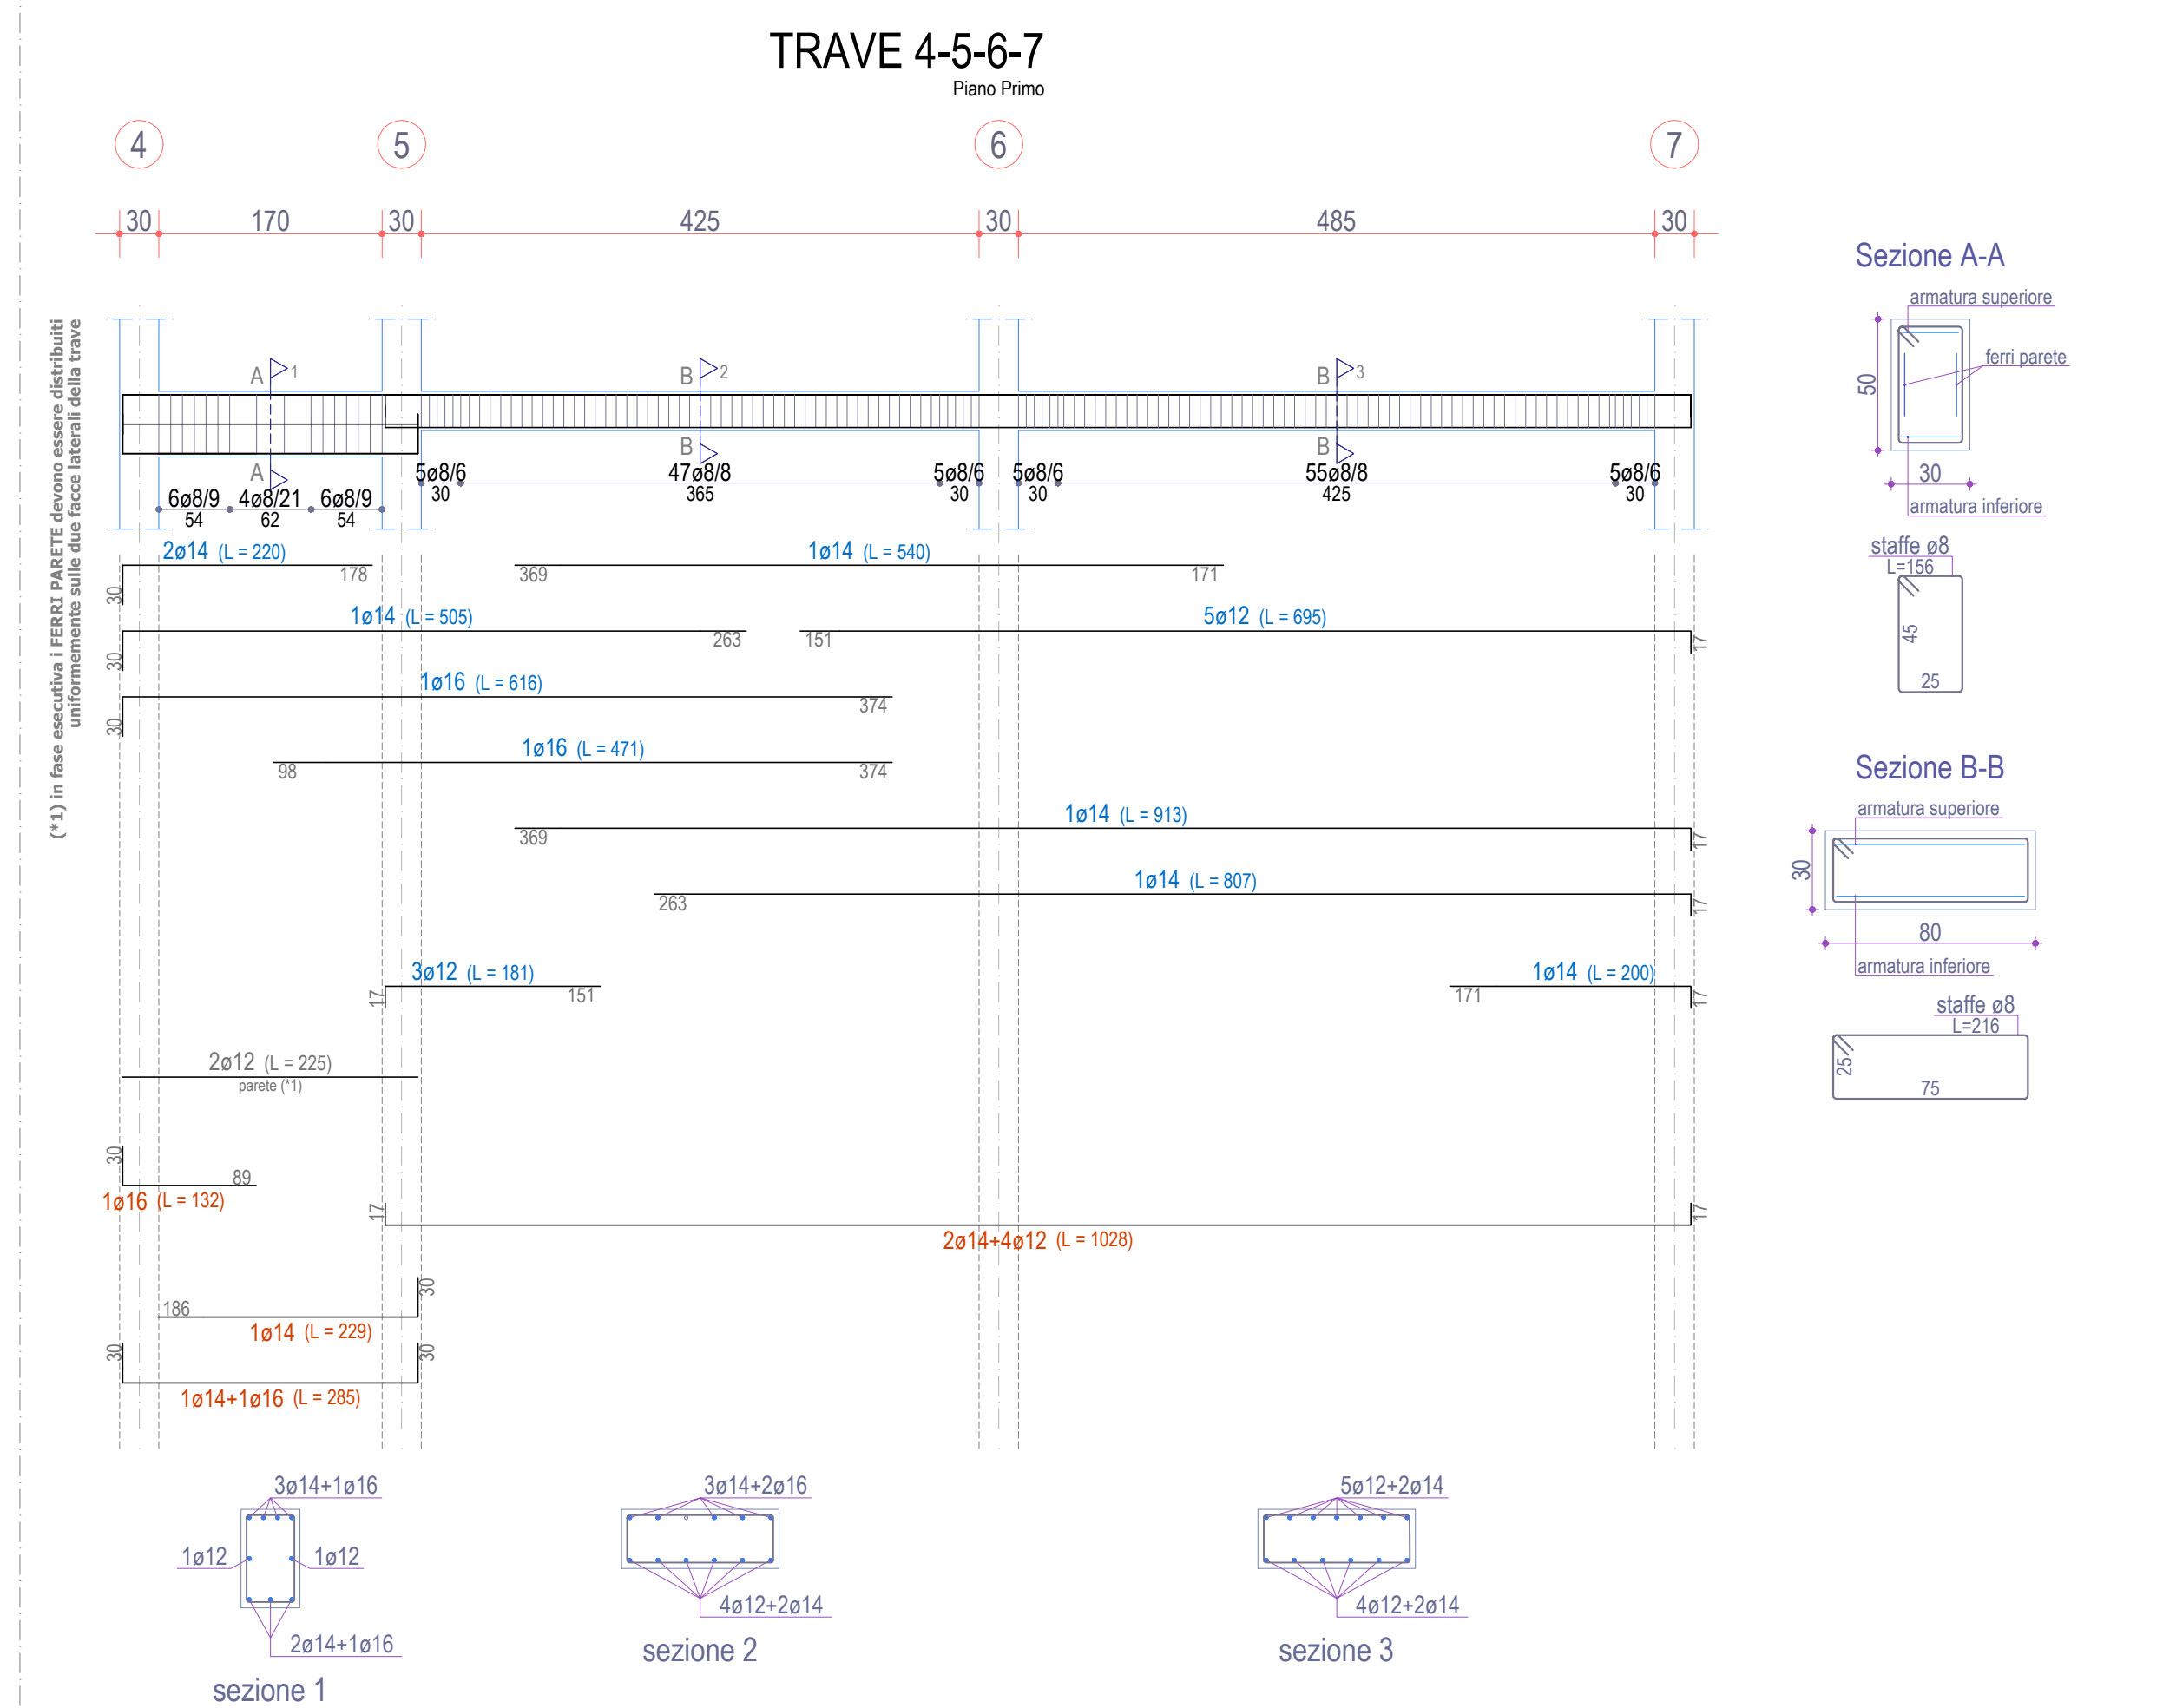 TRAVE 4-5-6-7
Piano Primo
4 5 6 7
30 170 30 425 30 485 30
(*1) in fase esecutiva i FERRI PARETE devono essere distribuiti
uniformemente sulle due facce laterali della trave
A 1 B 2 B 3
A B B
5ø8/6 47ø8/8 5ø8/6 5ø8/6 55ø8/8 5ø8/6
30 365 30 30 425 30
6ø8/9 4ø8/21 6ø8/9
54 62 54
2ø14 (L = 220) 1ø14 (L = 540)
30 178 369 171
1ø14 (L = 505) 5ø12 (L = 695)
30 263 151 17
1ø16 (L = 616)
30 374
1ø16 (L = 471)
98 374
1ø14 (L = 913)
369 17
1ø14 (L = 807)
263 17
3ø12 (L = 181) 1ø14 (L = 200)
17 151 171 17
2ø12 (L = 225)
parete (*1)
30 89
1ø16 (L = 132)
17 17
2ø14+4ø12 (L = 1028)
186 30
1ø14 (L = 229)
30 30
1ø14+1ø16 (L = 285)
3ø14+1ø16
1ø12 1ø12
2ø14+1ø16
sezione 1
3ø14+2ø16
4ø12+2ø14
sezione 2
5ø12+2ø14
4ø12+2ø14
sezione 3
Sezione A-A
armatura superiore
ferri parete
50
30
armatura inferiore
staffe ø8
L=156
45
25
Sezione B-B
armatura superiore
30
80
armatura inferiore
staffe ø8
L=216
25
75